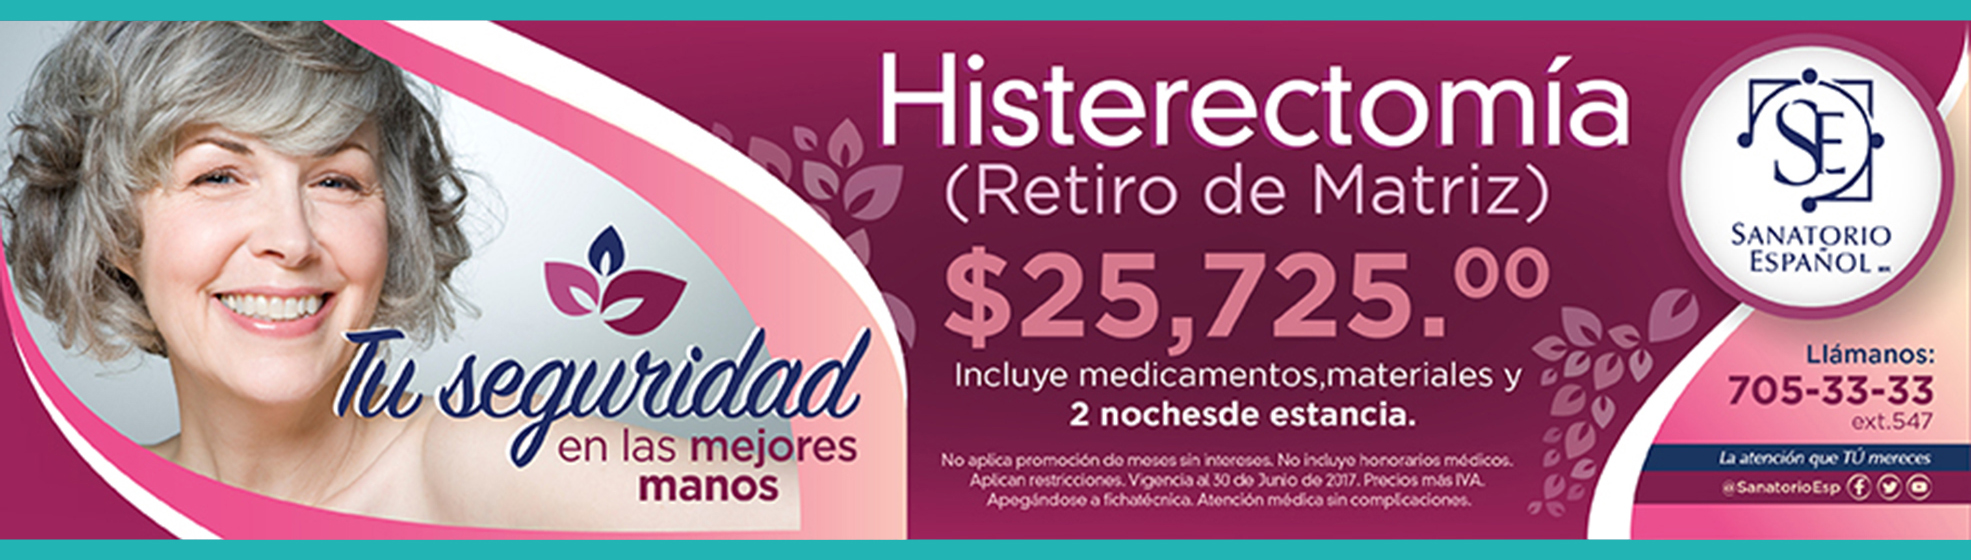 Tu seguridad
en las mejores
manos
Histerectomía
(Retiro de Matriz)
$25,725.00
Incluye medicamentos,materiales y
2 nochesde estancia.
No aplica promoción de meses sin intereses. No incluye honorarios médicos.
Aplican restricciones. Vigencia al 30 de Junio de 2017. Precios más IVA.
Apegándose a fichatécnica. Atención médica sin complicaciones.
SE
SANATORIO
ESPAÑOL
Llámanos:
705-33-33
ext.547
La atención que TÚ mereces
@SanatorioEsp